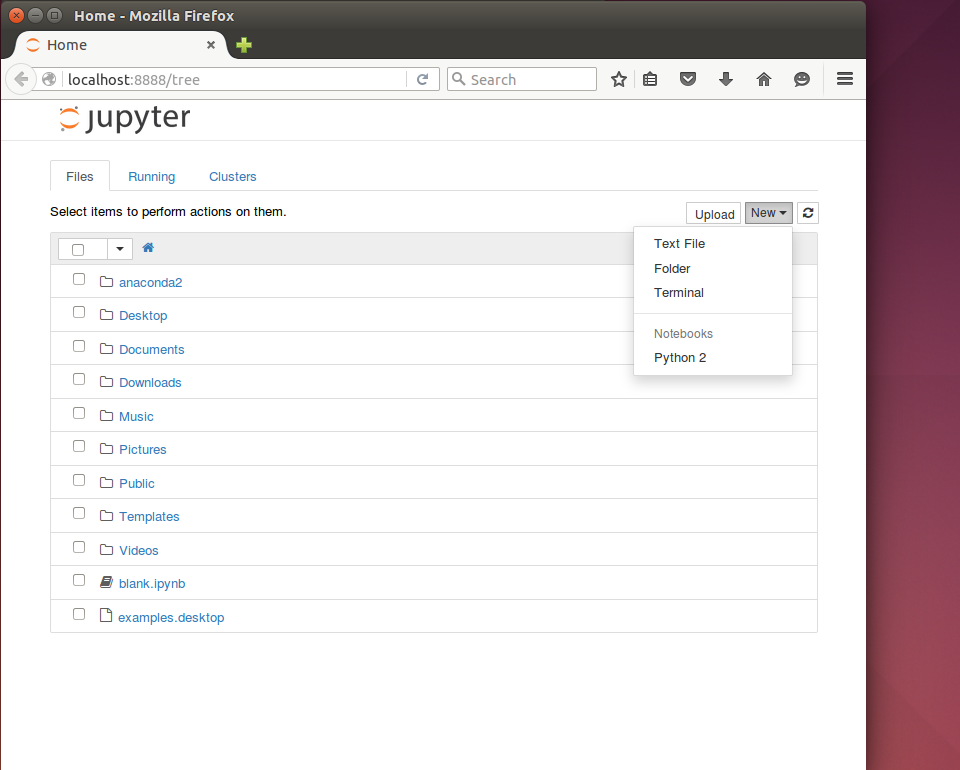 Home - Mozilla Firefox
Home
localhost:8888/tree
Search
jupyter
Files Running Clusters
Select items to perform actions on them.
Upload New
Text File
Folder
Terminal
Notebooks
Python 2
anaconda2
Desktop
Documents
Downloads
Music
Pictures
Public
Templates
Videos
blank.ipynb
examples.desktop